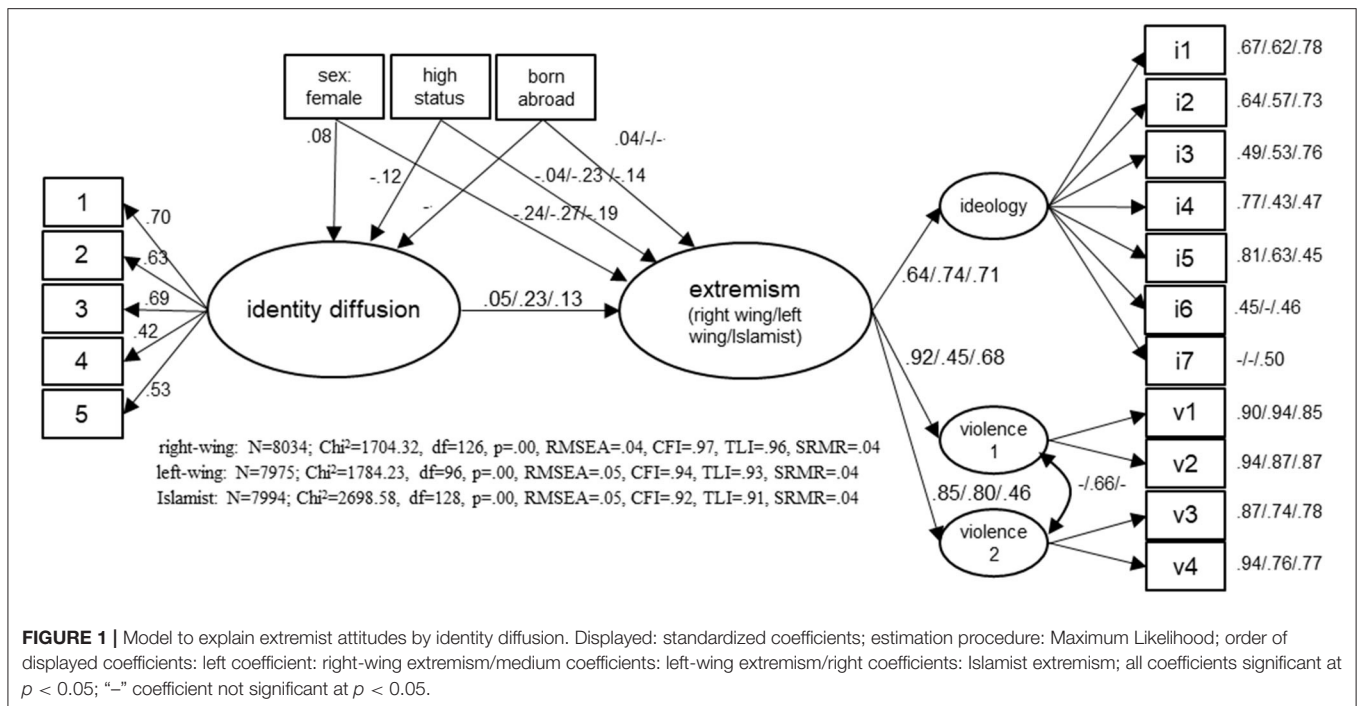 sex:
female
high
status
born
abroad
.08
-.12
-.
.04/-/-
-.04/-.23 /-.14
-.24/-.27/-.19
1
2
3
4
5
.70
.63
.69
.42
.53
identity diffusion
.05/.23/.13
extremism
(right wing/left
wing/Islamist)
.64/.74/.71
.92/.45/.68
.85/.80/.46
-/.66/-
ideology
violence
1
violence
2
i1 .67/.62/.78
i2 .64/.57/.73
i3 .49/.53/.76
i4 .77/.43/.47
i5 .81/.63/.45
i6 .45/-/.46
i7 -/-/.50
v1 .90/.94/.85
v2 .94/.87/.87
v3 .87/.74/.78
v4 .94/.76/.77
right-wing: N=8034; Chi²=1704.32, df=126, p=.00, RMSEA=.04, CFI=.97, TLI=.96, SRMR=.04
left-wing: N=7975; Chi²=1784.23, df=96, p=.00, RMSEA=.05, CFI=.94, TLI=.93, SRMR=.04
Islamist: N=7994; Chi²=2698.58, df=128, p=.00, RMSEA=.05, CFI=.92, TLI=.91, SRMR=.04
FIGURE 1 | Model to explain extremist attitudes by identity diffusion. Displayed: standardized coefficients; estimation procedure: Maximum Likelihood; order of
displayed coefficients: left coefficient: right-wing extremism/medium coefficients: left-wing extremism/right coefficients: Islamist extremism; all coefficients significant at
p < 0.05; “–” coefficient not significant at p < 0.05.